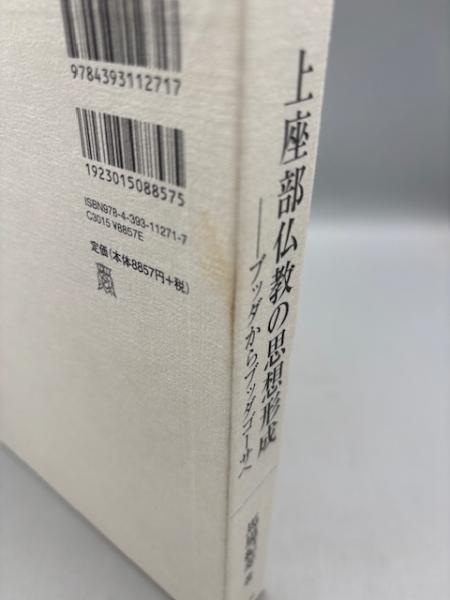 9784393112717
1923015088575
ISBN978-4-393-11271-7
C3015 ¥8857E
定価(本体8857円+税)
上座部仏教の思想形成
――ブッダからブッダゴーサへ